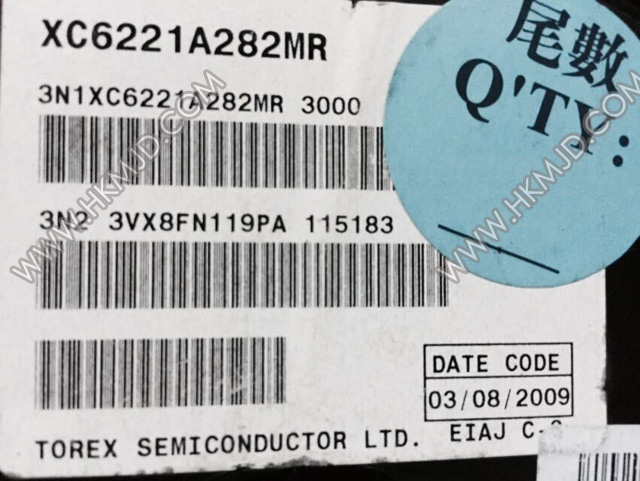 XC6221A282MR
尾數
Q'TY:
3N1XC6221A282MR 3000
3N2 3VX8FN119PA 115183
DATE CODE
03/08/2009
TOREX SEMICONDUCTOR LTD.
EIAJ
WWW.HKMJD.COM
WWW.HKMJD.COM